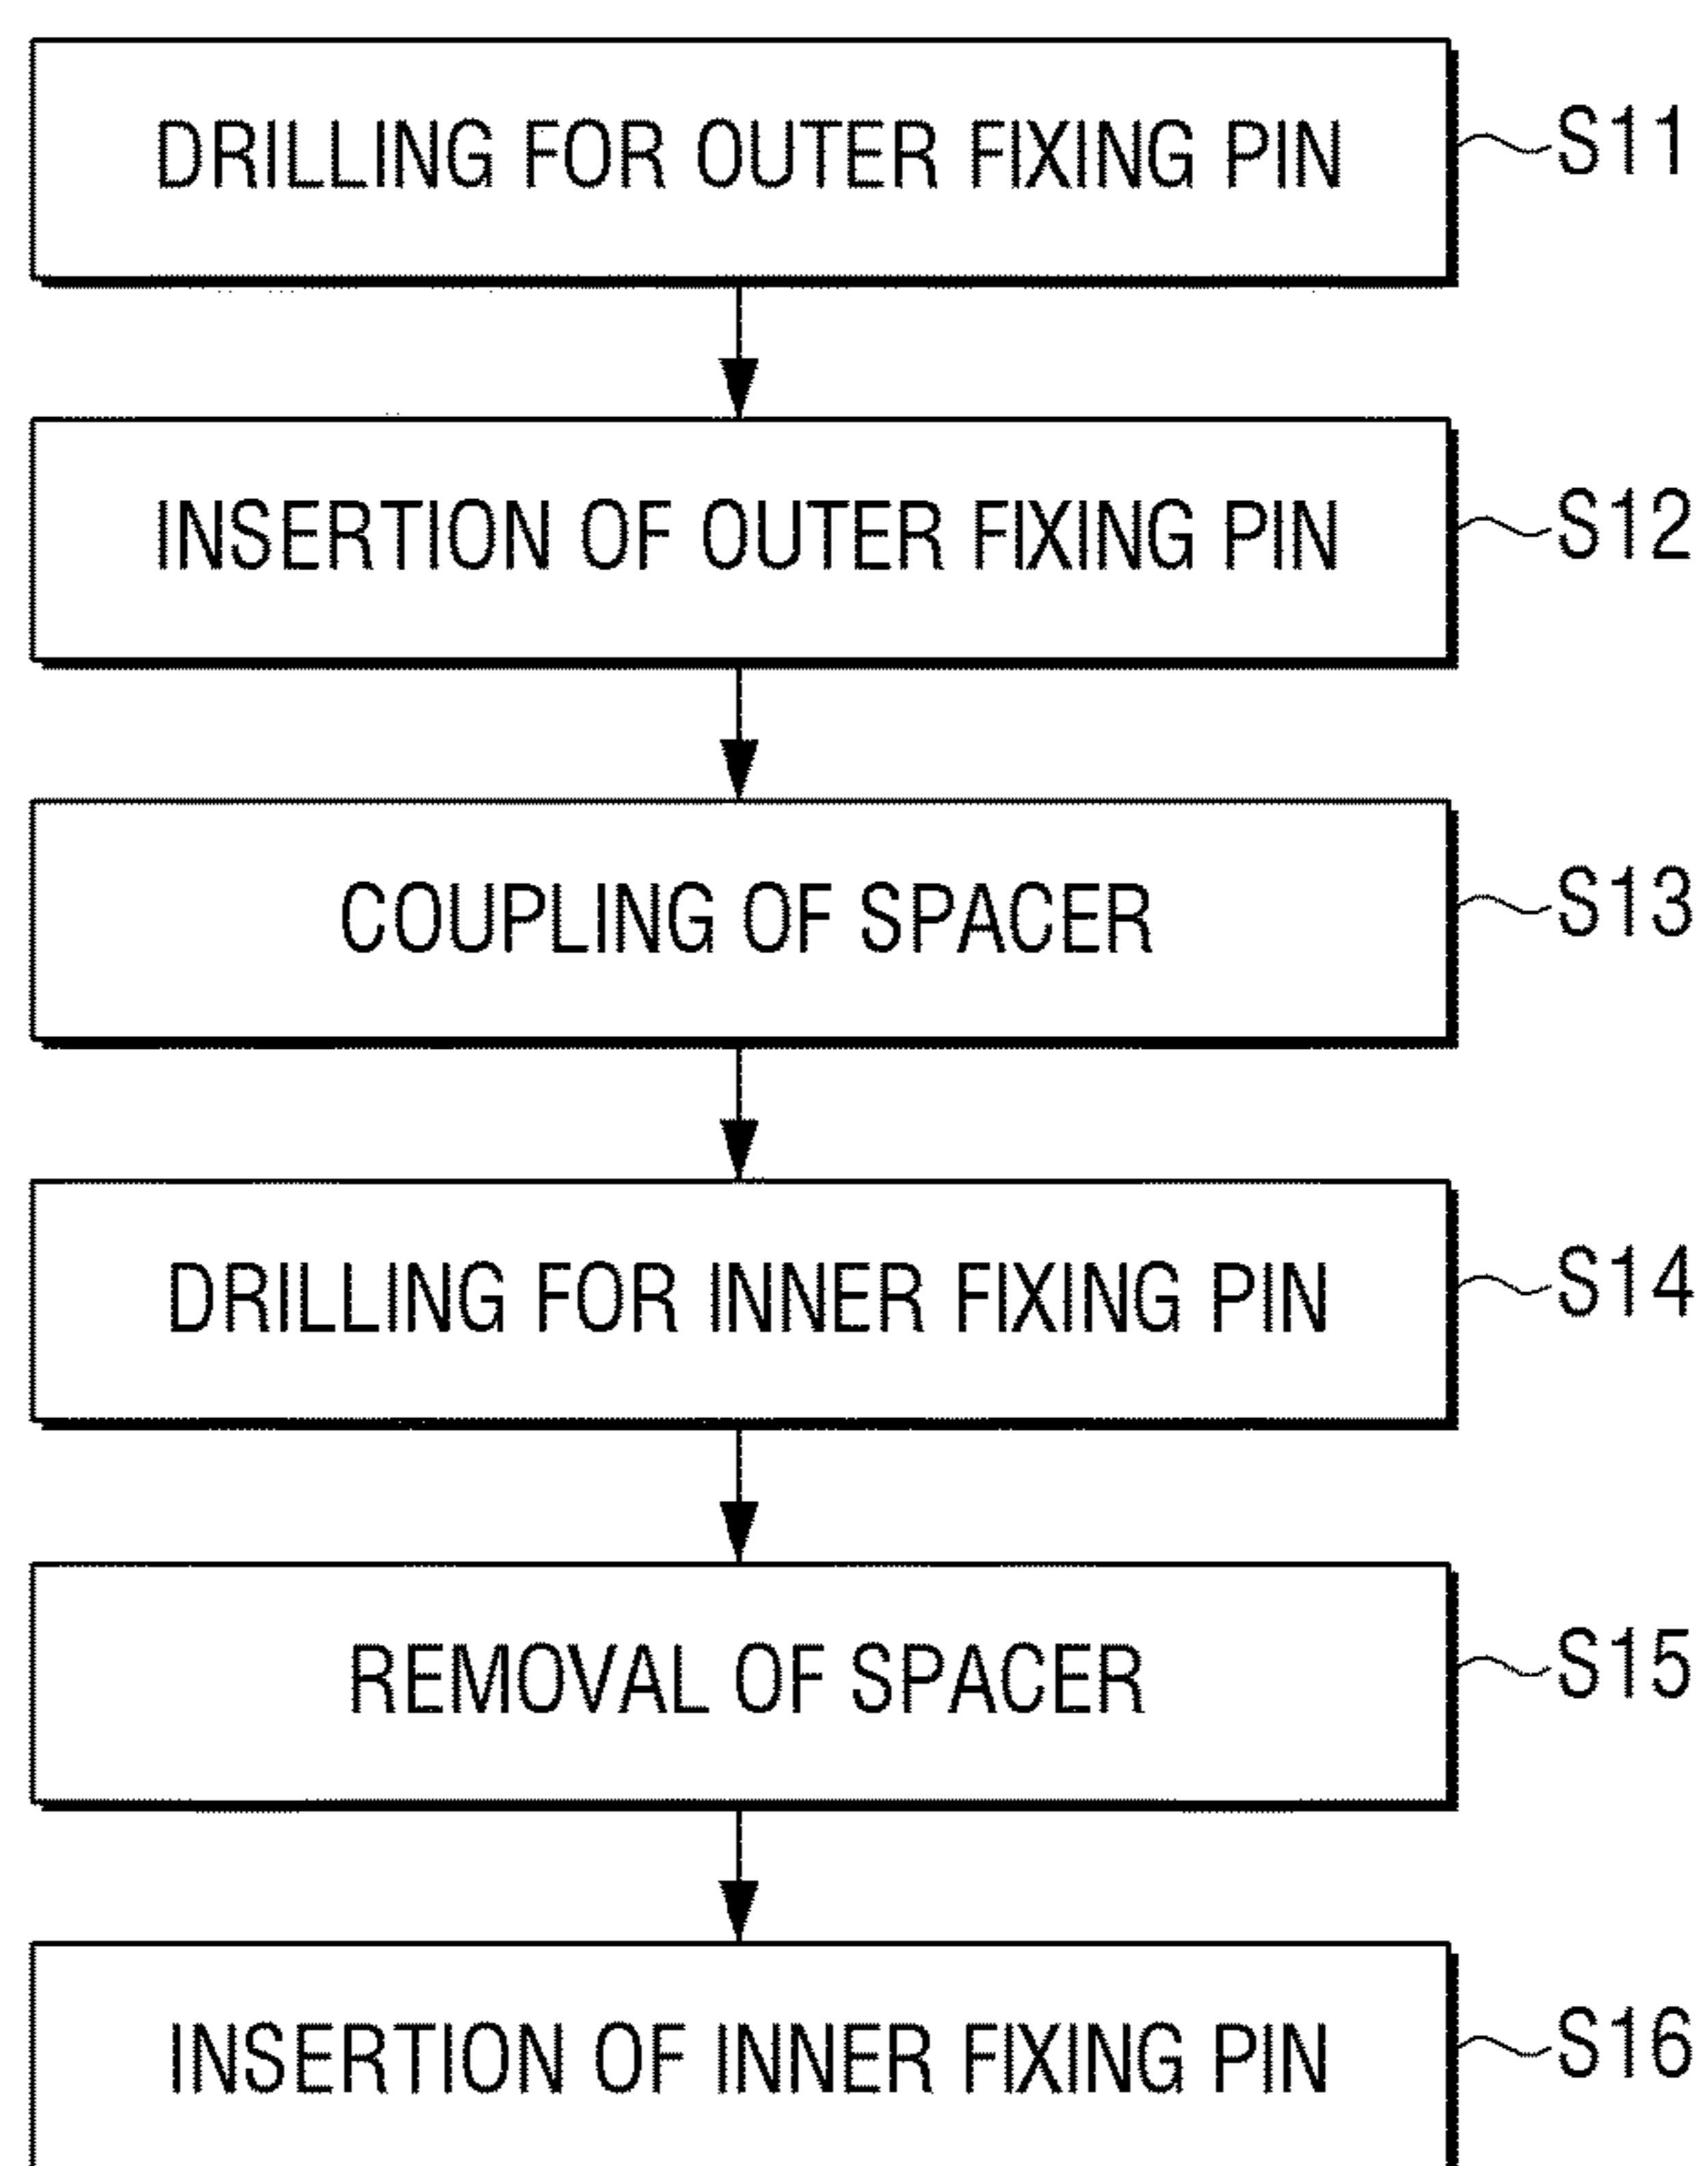 DRILLING FOR OUTER FIXING PIN
S11
INSERTION OF OUTER FIXING PIN
S12
COUPLING OF SPACER
S13
DRILLING FOR INNER FIXING PIN
S14
REMOVAL OF SPACER
S15
INSERTION OF INNER FIXING PIN
S16